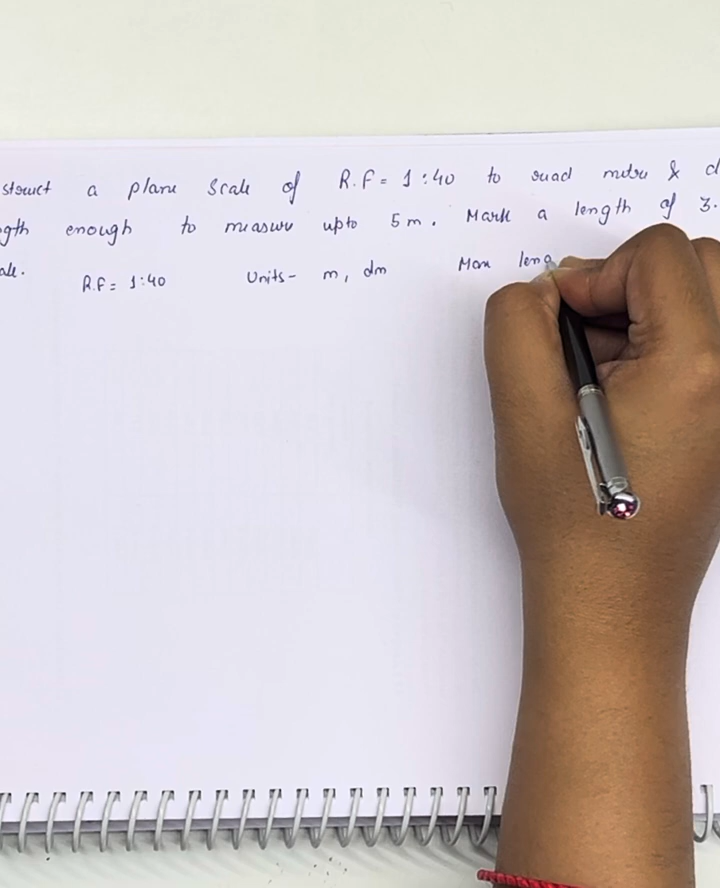 struct a plane Scale of R.F = 1:40 to read metre & d
gth enough to measure upto 5m. Mark a length of 3.
ale.
R.F = 1:40 Units - m, dm Max leng